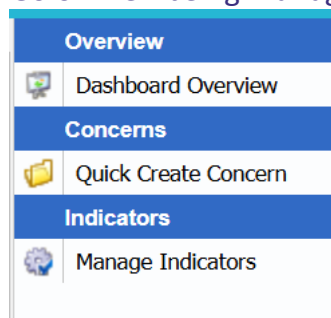 Overview
Dashboard Overview
Concerns
Quick Create Concern
Indicators
Manage Indicators